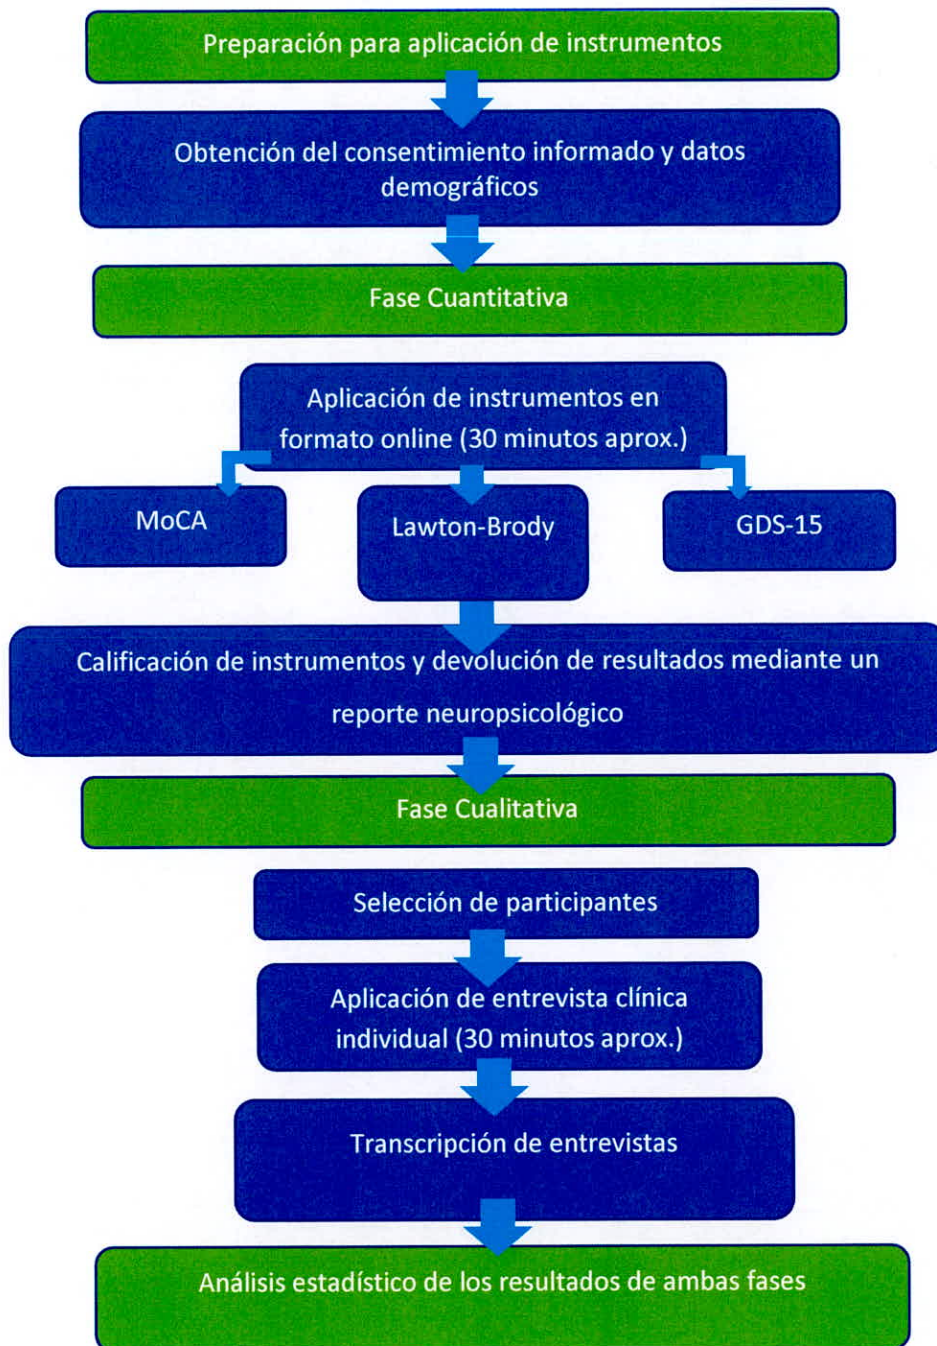 Preparación para aplicación de instrumentos
Obtención del consentimiento informado y datos
demográficos
Fase Cuantitativa
Aplicación de instrumentos en
formato online (30 minutos aprox.)
MoCA
Lawton-Brody
GDS-15
Calificación de instrumentos y devolución de resultados mediante un
reporte neuropsicológico
Fase Cualitativa
Selección de participantes
Aplicación de entrevista clínica
individual (30 minutos aprox.)
Transcripción de entrevistas
Análisis estadístico de los resultados de ambas fases